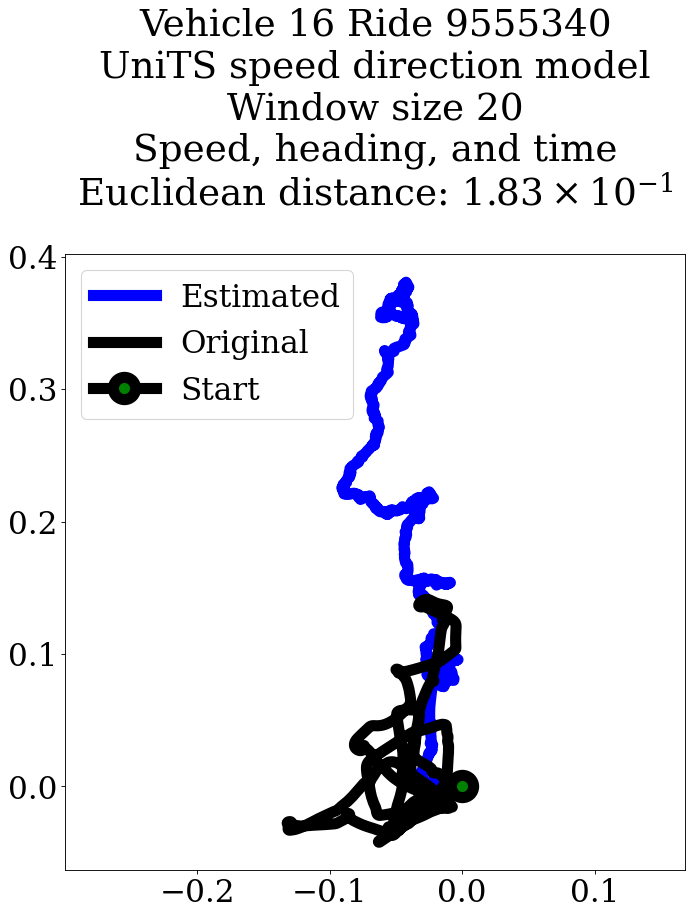 Vehicle 16 Ride 9555340
UniTS speed direction model
Window size 20
Speed, heading, and time
Euclidean distance: 1.83 × 10⁻¹
0.4
0.3
0.2
0.1
0.0
Estimated
Original
Start
−0.2
−0.1
0.0
0.1